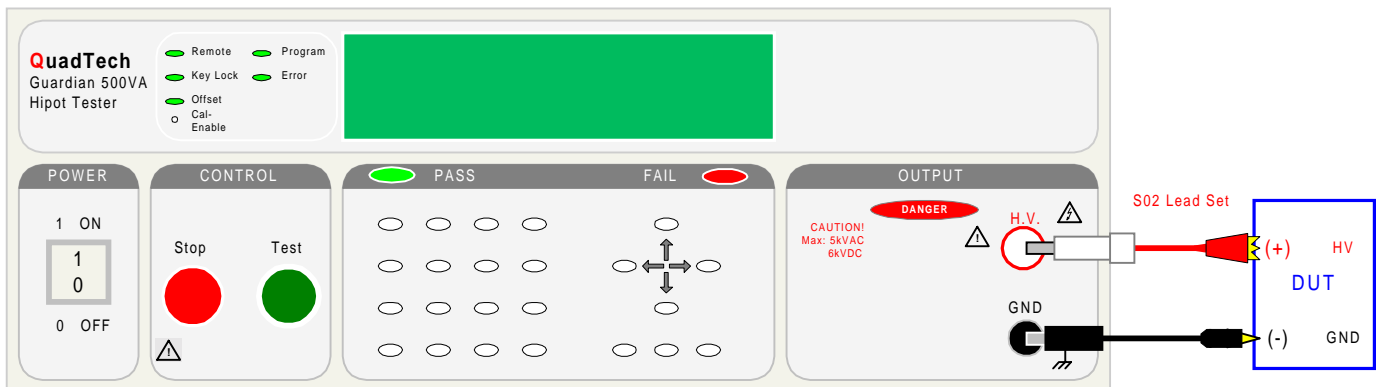 QuadTech
Guardian 500VA
Hipot Tester
Remote
Program
Key Lock
Error
Offset
Cal-
Enable
POWER
1 ON
1
0
0 OFF
CONTROL
Stop
Test
PASS
FAIL
OUTPUT
DANGER
CAUTION!
Max: 5kVAC
6kVDC
H.V.
GND
S02 Lead Set
(+)
HV
DUT
(-)
GND